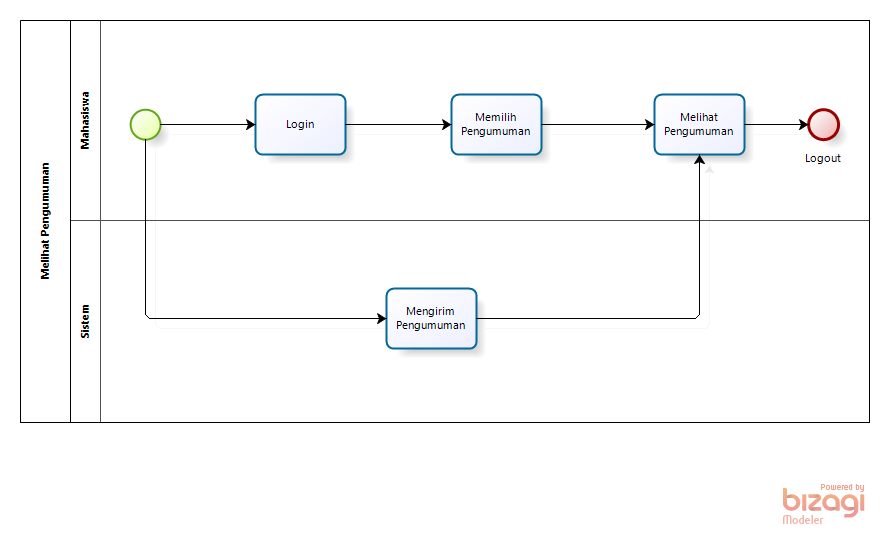 Melihat Pengumuman
Mahasiswa
Login
Memilih
Pengumuman
Melihat
Pengumuman
Logout
Sistem
Mengirim
Pengumuman
Powered by
bizagi
Modeler